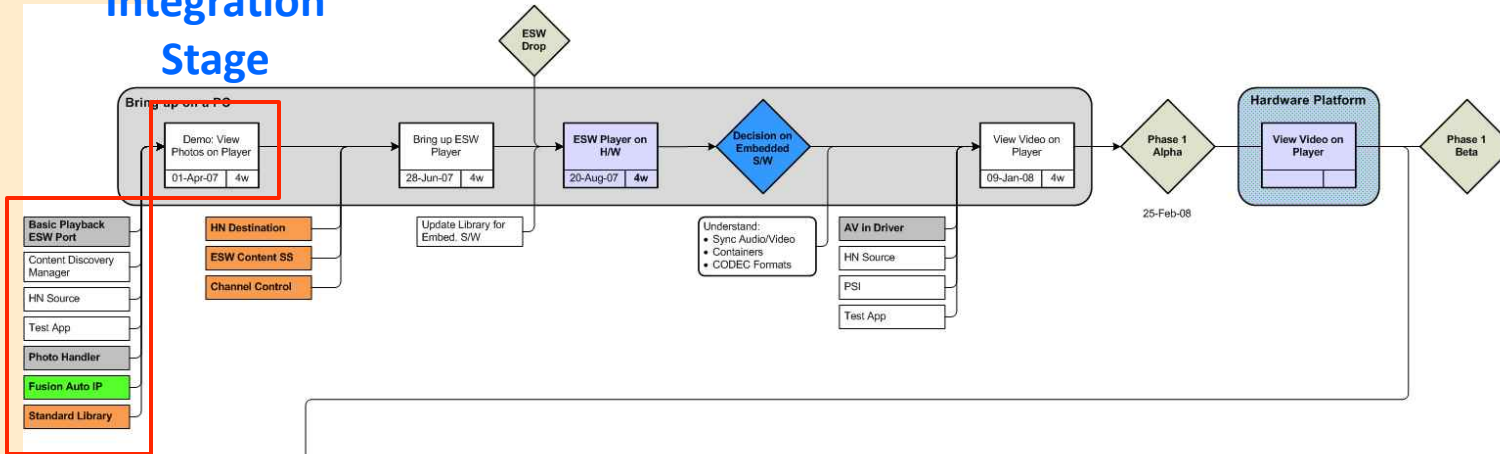 Integration
Stage
ESW
Drop
Bring up on a PC
Hardware Platform
Demo: View
Photos on Player
01-Apr-07 4w
Bring up ESW
Player
28-Jun-07 4w
ESW Player on
H/W
20-Aug-07 4w
Decision on
Embedded
S/W
View Video on
Player
09-Jan-08 4w
Phase 1
Alpha
25-Feb-08
View Video on
Player
Phase 1
Beta
Basic Playback
ESW Port
Content Discovery
Manager
HN Source
Test App
Photo Handler
Fusion Auto IP
Standard Library
HN Destination
ESW Content SS
Channel Control
Update Library for
Embed. S/W
Understand:
• Sync Audio/Video
• Containers
• CODEC Formats
AV in Driver
HN Source
PSI
Test App